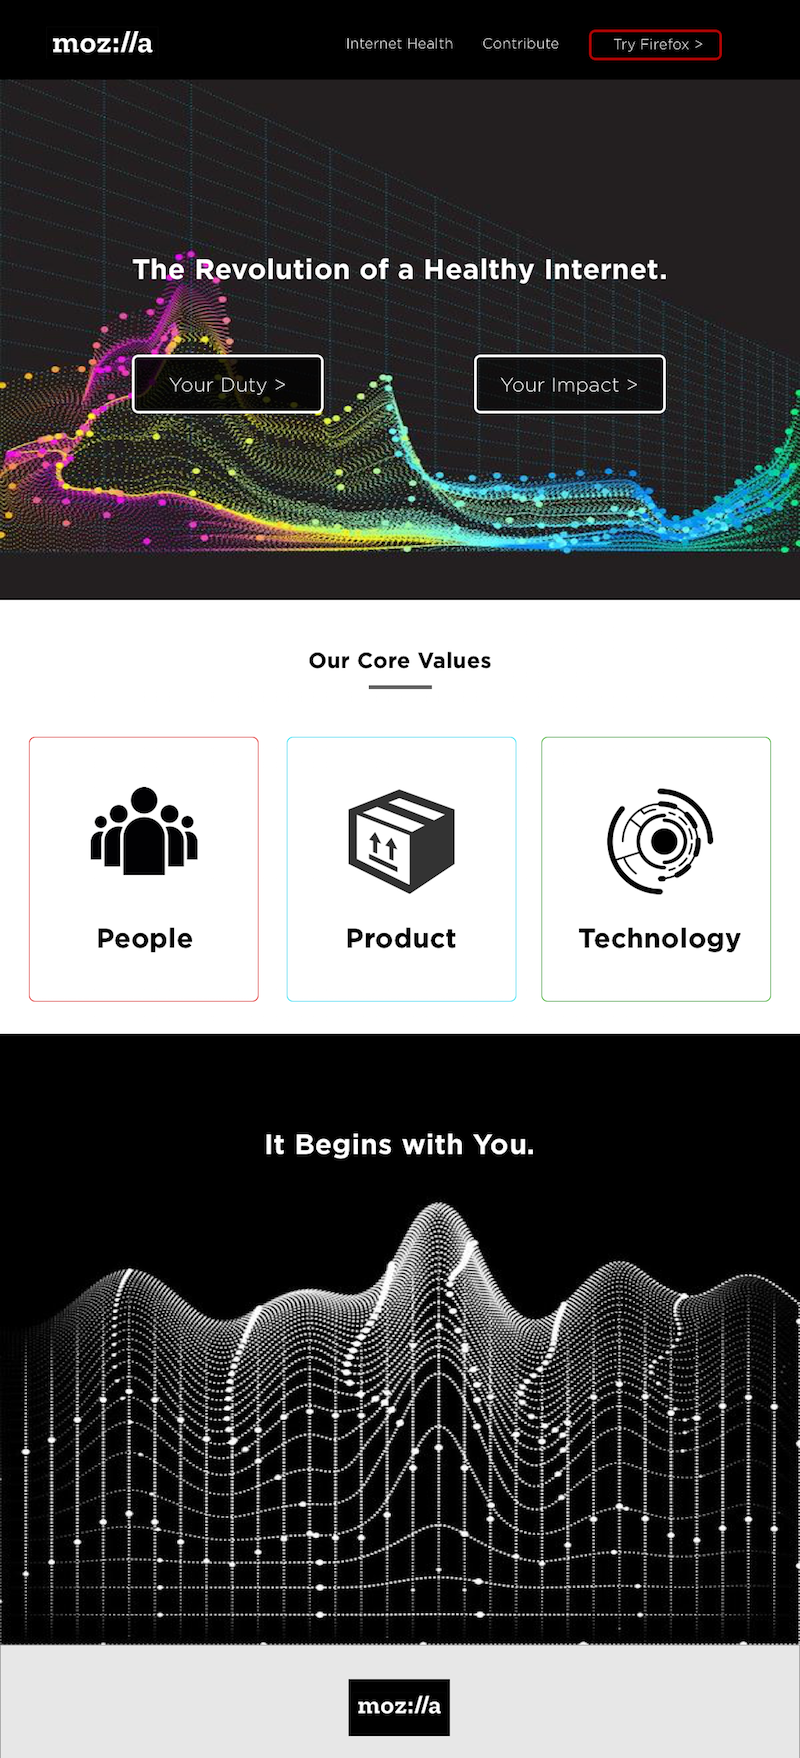 moz://a
Internet Health
Contribute
Try Firefox >
The Revolution of a Healthy Internet.
Your Duty >
Your Impact >
Our Core Values
People
Product
Technology
It Begins with You.
moz://a